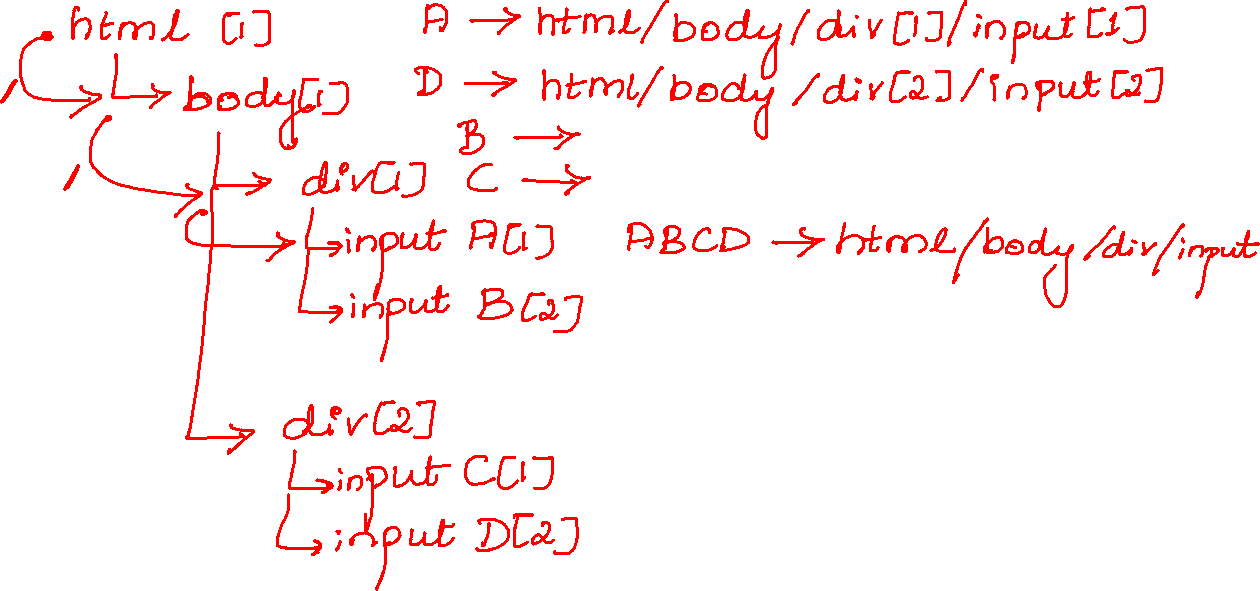 html [1] A → html/body/div[1]/input[1]
body[1] D → html/body/div[2]/input[2]
B →
div[1] C →
input A[1] ABCD → html/body/div/input
input B[2]
div[2]
input C[1]
input D[2]